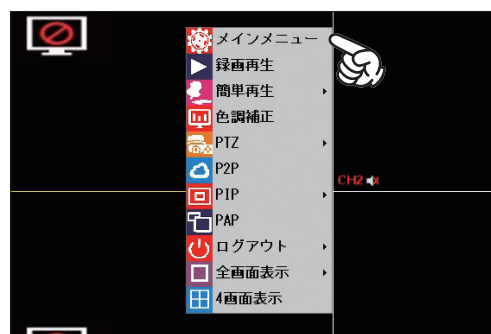 メインメニュー
録画再生
簡単再生
色調補正
PTZ
P2P
CH2
PIP
PAP
ログアウト
全画面表示
4画面表示